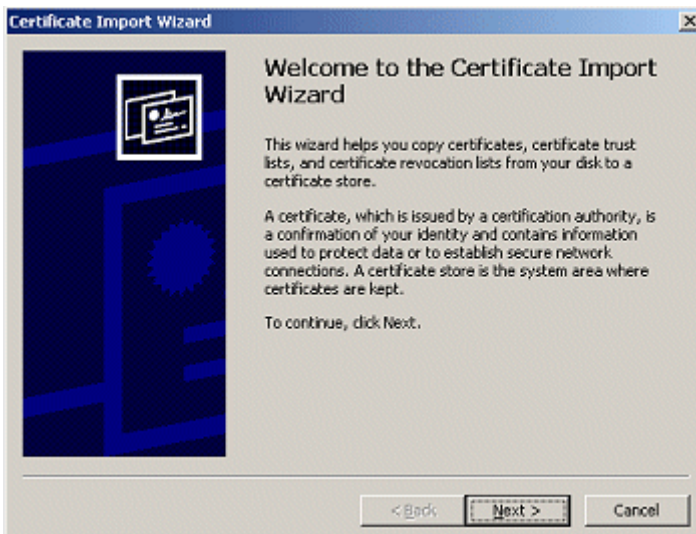 Certificate Import Wizard
Welcome to the Certificate Import
Wizard
This wizard helps you copy certificates, certificate trust
lists, and certificate revocation lists from your disk to a
certificate store.
A certificate, which is issued by a certification authority, is
a confirmation of your identity and contains information
used to protect data or to establish secure network
connections. A certificate store is the system area where
certificates are kept.
To continue, click Next.
< Back Next > Cancel